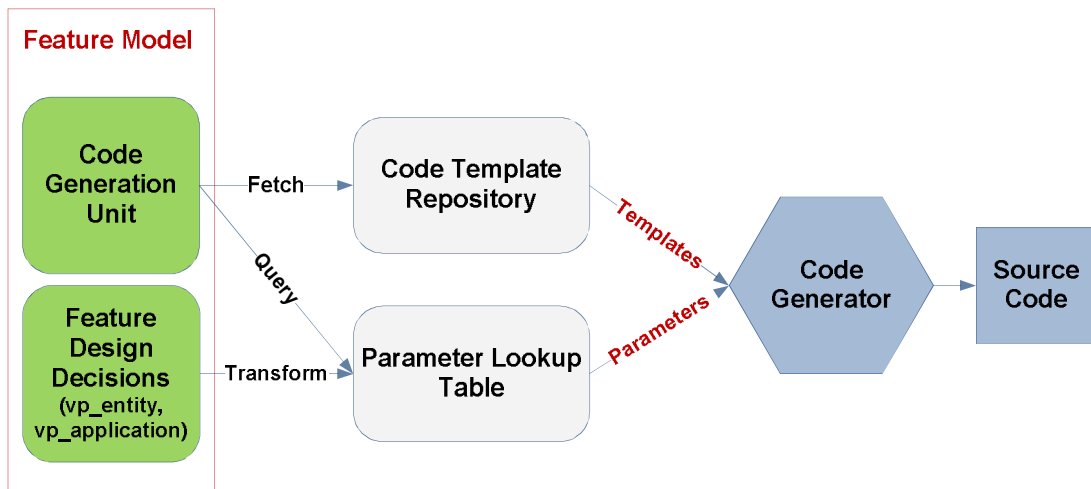 Feature Model
Code
Generation
Unit
Fetch
Code Template
Repository
Templates
Query
Code
Generator
Source
Code
Feature
Design
Decisions
(vp_entity,
vp_application)
Transform
Parameter Lookup
Table
Parameters